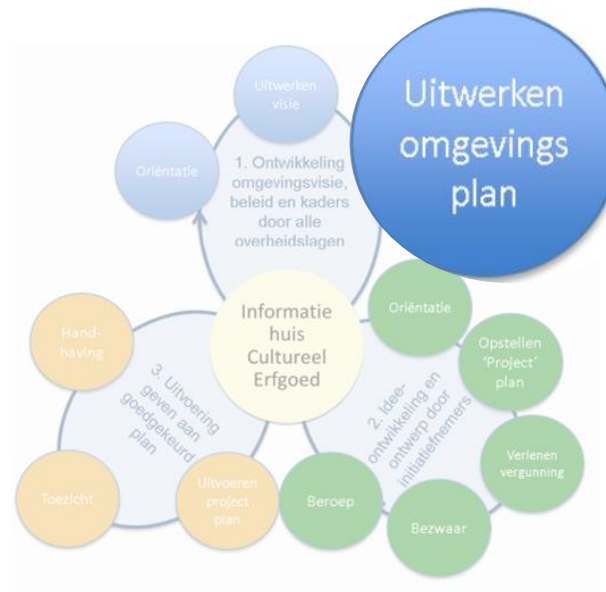 Uitwerken
visie
Uitwerken
omgevings
plan
Oriëntatie
1. Ontwikkeling
omgevingsvisie,
beleid en kaders
door alle
overheidslagen
Informatie
huis
Cultureel
Erfgoed
Oriëntatie
Opstellen
'Project'
plan
Verlenen
vergunning
Bezwaar
Beroep
2. Idee-
ontwikkeling en
ontwerp door
initiatiefnemers
Uitvoeren
project
plan
Toezicht
Hand-
having
3. Uitvoering
geven aan
goedgekeurd
plan